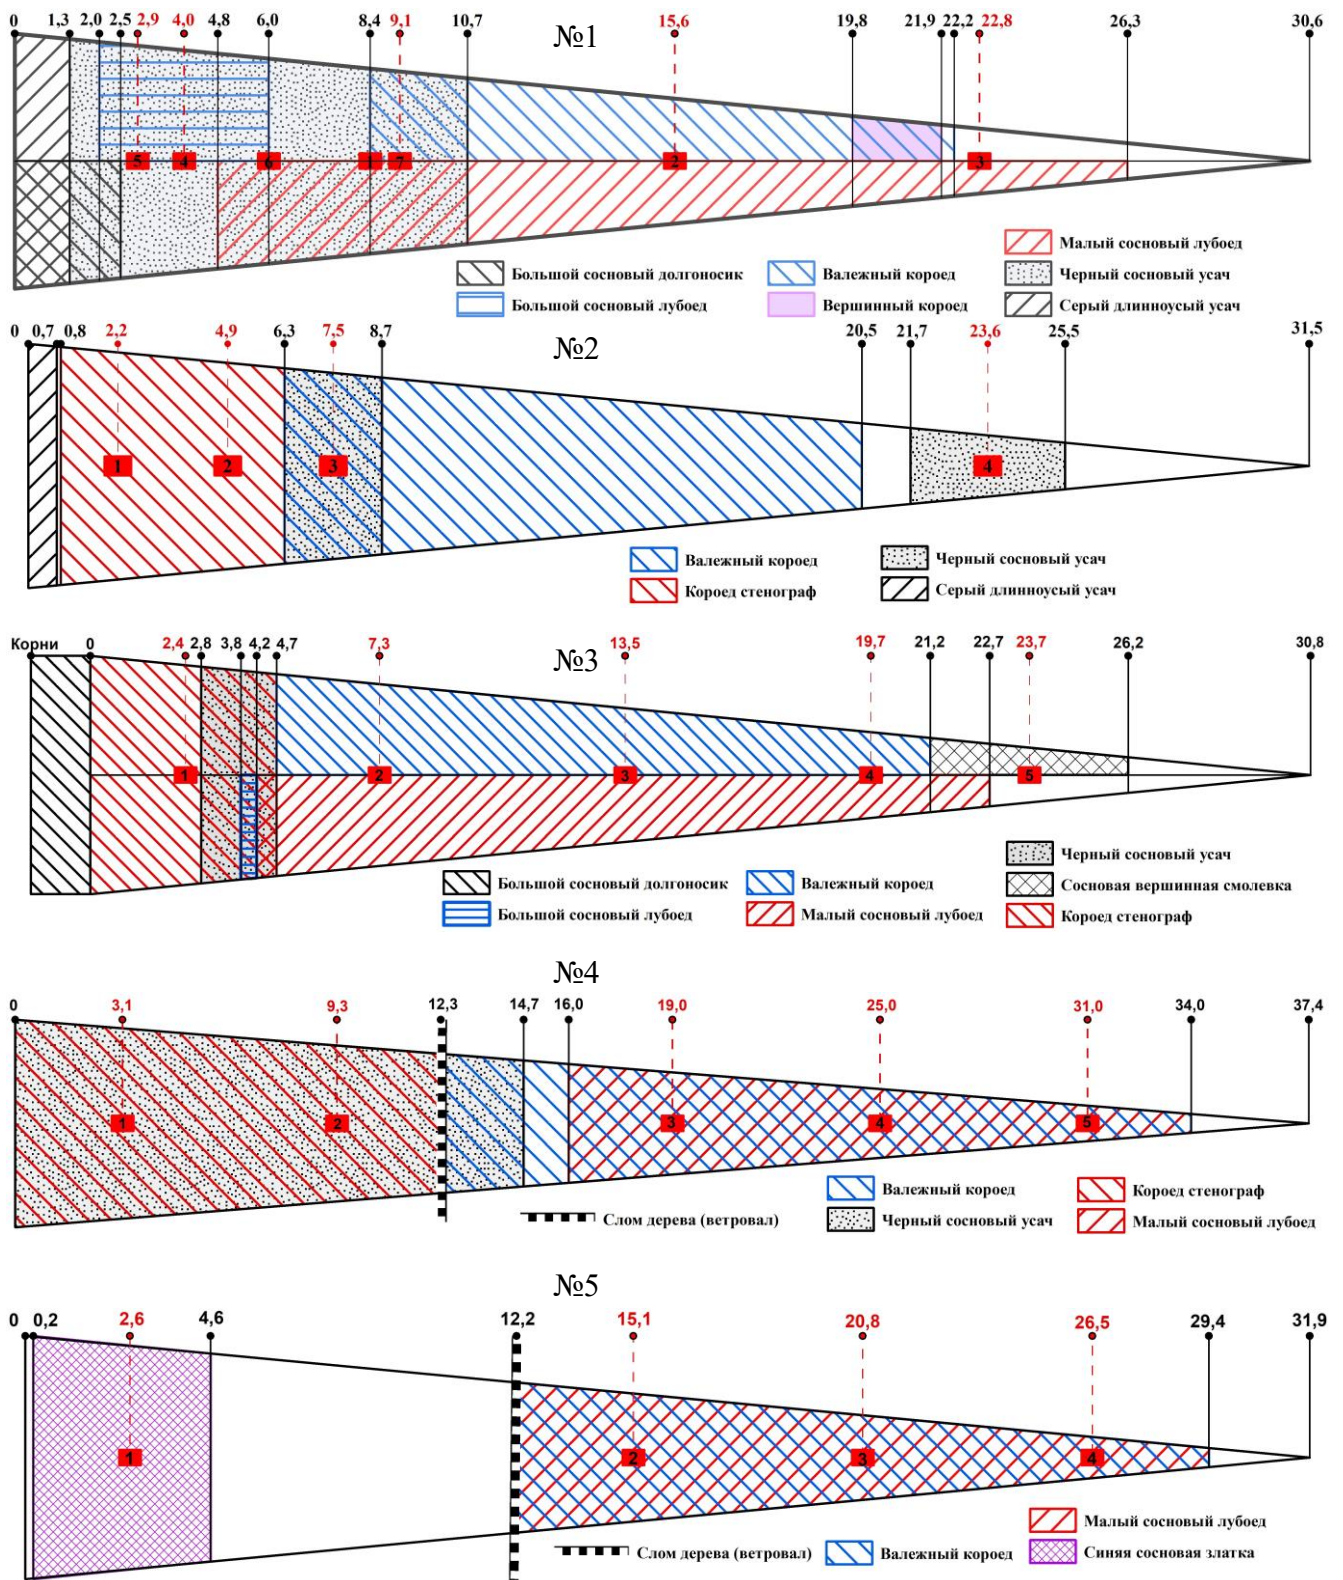 №1
0 1,3 2,0 2,5 2,9 4,0 4,8 6,0 8,4 9,1 10,7 15,6 19,8 21,9 22,2 22,8 26,3 30,6
5 4 6 1 7 2 3
Малый сосновый лубоед
Большой сосновый долгоносик Валежный короед Черный сосновый усач
Большой сосновый лубоед Вершинный короед Серый длинноусый усач
№2
0 0,7 0,8 2,2 4,9 6,3 7,5 8,7 20,5 21,7 23,6 25,5 31,5
1 2 3 4
Валежный короед Черный сосновый усач
Короед стенограф Серый длинноусый усач
№3
Корни 0 2,4 2,8 3,8 4,2 4,7 7,3 13,5 19,7 21,2 22,7 23,7 26,2 30,8
1 2 3 4 5
Черный сосновый усач
Большой сосновый долгоносик Валежный короед Сосновая вершинная смолевка
Большой сосновый лубоед Малый сосновый лубоед Короед стенограф
№4
0 3,1 9,3 12,3 14,7 16,0 19,0 25,0 31,0 34,0 37,4
1 2 3 4 5
Валежный короед Короед стенограф
Слом дерева (ветровал) Черный сосновый усач Малый сосновый лубоед
№5
0 0,2 2,6 4,6 12,2 15,1 20,8 26,5 29,4 31,9
1 2 3 4
Малый сосновый лубоед
Слом дерева (ветровал) Валежный короед Синяя сосновая златка